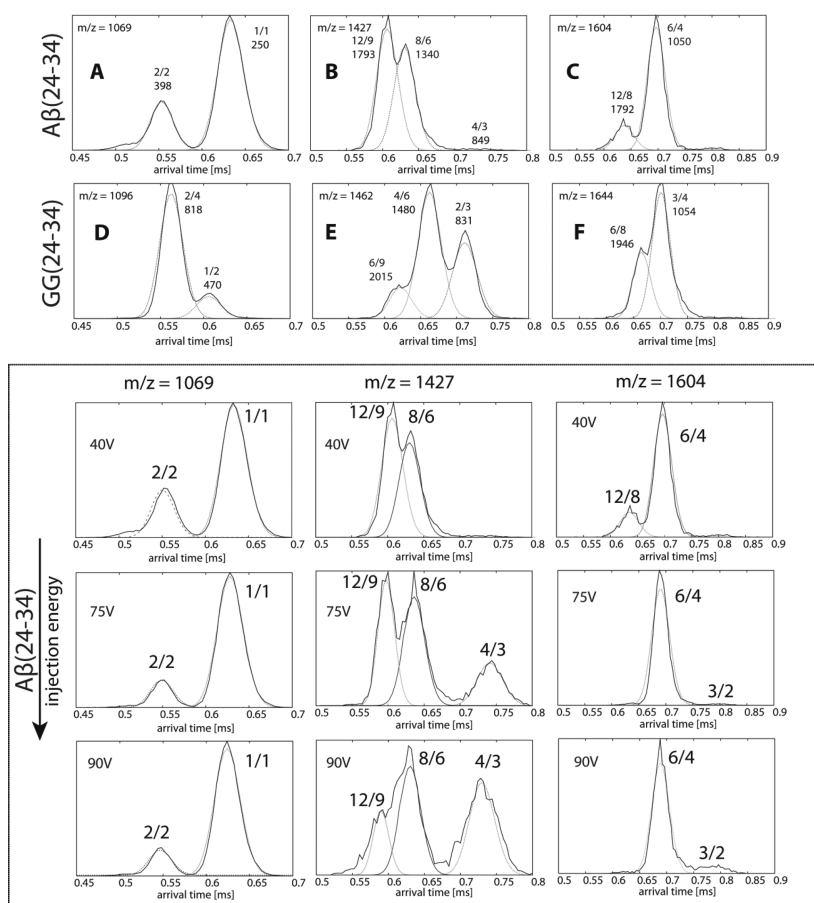 Aβ(24-34)
m/z = 1069
A
2/2
398
1/1
250
0.45 0.5 0.55 0.6 0.65 0.7
arrival time [ms]
m/z = 1427
B
12/9
1793
8/6
1340
4/3
849
0.5 0.55 0.6 0.65 0.7 0.75 0.8
arrival time [ms]
m/z = 1604
C
12/8
1792
6/4
1050
0.5 0.55 0.6 0.65 0.7 0.75 0.8 0.85 0.9
arrival time [ms]
GG(24-34)
m/z = 1096
D
2/4
818
1/2
470
0.45 0.5 0.55 0.6 0.65 0.7
arrival time [ms]
m/z = 1462
E
6/9
2015
4/6
1480
2/3
831
0.5 0.55 0.6 0.65 0.7 0.75 0.8
arrival time [ms]
m/z = 1644
F
6/8
1946
3/4
1054
0.5 0.55 0.6 0.65 0.7 0.75 0.8 0.85 0.9
arrival time [ms]
m/z = 1069
m/z = 1427
m/z = 1604
Aβ(24-34)
injection energy
40V
2/2
1/1
0.45 0.5 0.55 0.6 0.65 0.7
arrival time [ms]
40V
12/9
8/6
0.5 0.55 0.6 0.65 0.7 0.75 0.8
arrival time [ms]
40V
12/8
6/4
0.5 0.55 0.6 0.65 0.7 0.75 0.8 0.85 0.9
arrival time [ms]
75V
2/2
1/1
0.45 0.5 0.55 0.6 0.65 0.7
arrival time [ms]
75V
12/9
8/6
4/3
0.5 0.55 0.6 0.65 0.7 0.75 0.8
arrival time [ms]
75V
6/4
3/2
0.5 0.55 0.6 0.65 0.7 0.75 0.8 0.85 0.9
arrival time [ms]
90V
2/2
1/1
0.45 0.5 0.55 0.6 0.65 0.7
arrival time [ms]
90V
12/9
8/6
4/3
0.5 0.55 0.6 0.65 0.7 0.75 0.8
arrival time [ms]
90V
6/4
3/2
0.5 0.55 0.6 0.65 0.7 0.75 0.8 0.85 0.9
arrival time [ms]